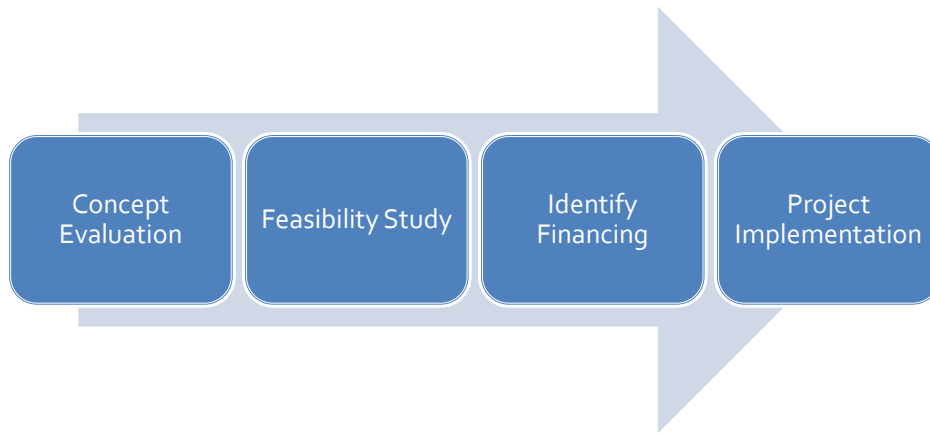 Concept
Evaluation
Feasibility Study
Identify
Financing
Project
Implementation